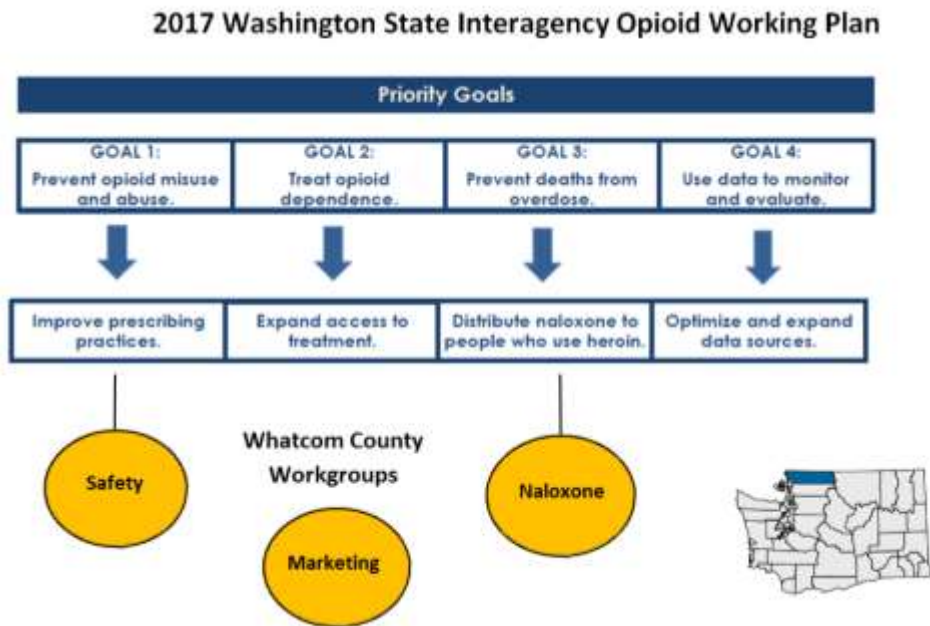 2017 Washington State Interagency Opioid Working Plan
Priority Goals
GOAL 1:
Prevent opioid misuse
and abuse.
GOAL 2:
Treat opioid
dependence.
GOAL 3:
Prevent deaths from
overdose.
GOAL 4:
Use data to monitor
and evaluate.
Improve prescribing
practices.
Expand access to
treatment.
Distribute naloxone to
people who use heroin.
Optimize and expand
data sources.
Whatcom County
Workgroups
Safety
Marketing
Naloxone